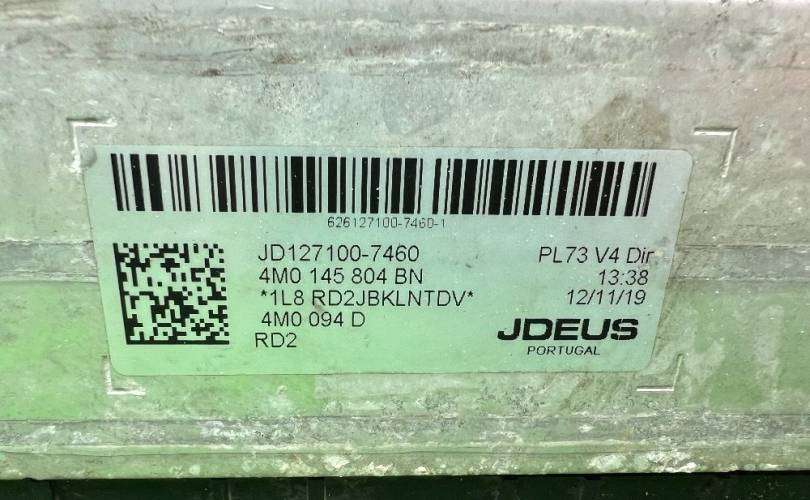 626127100-7460-1
JD127100-7460
4M0 145 804 BN
*1L8 RD2JBKLNTDV*
4M0 094 D
RD2
PL73 V4 Dir
13:38
12/11/19
JDEUS
PORTUGAL